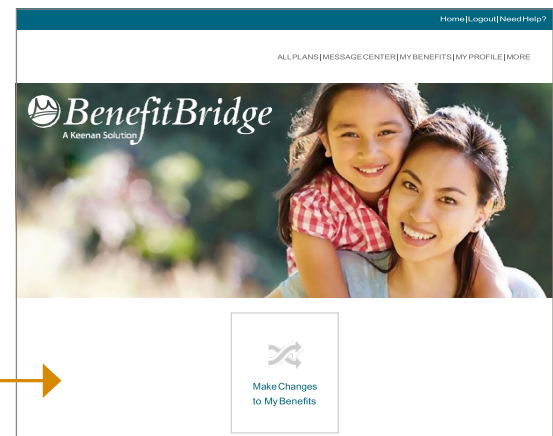 Home|Logout|Need Help?
ALL PLANS | MESSAGE CENTER | MY BENEFITS | MY PROFILE | MORE
BenefitBridge
A Keenan Solution
Make Changes
to My Benefits